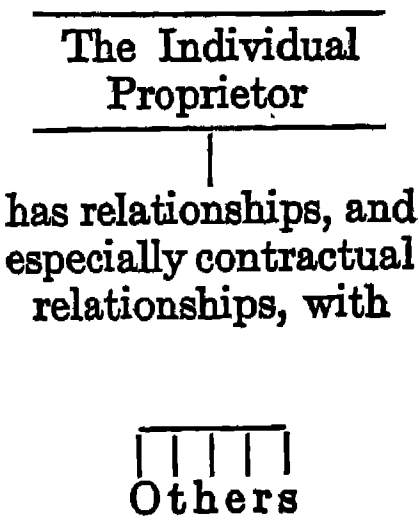 The Individual
Proprietor
has relationships, and
especially contractual
relationships, with
Others